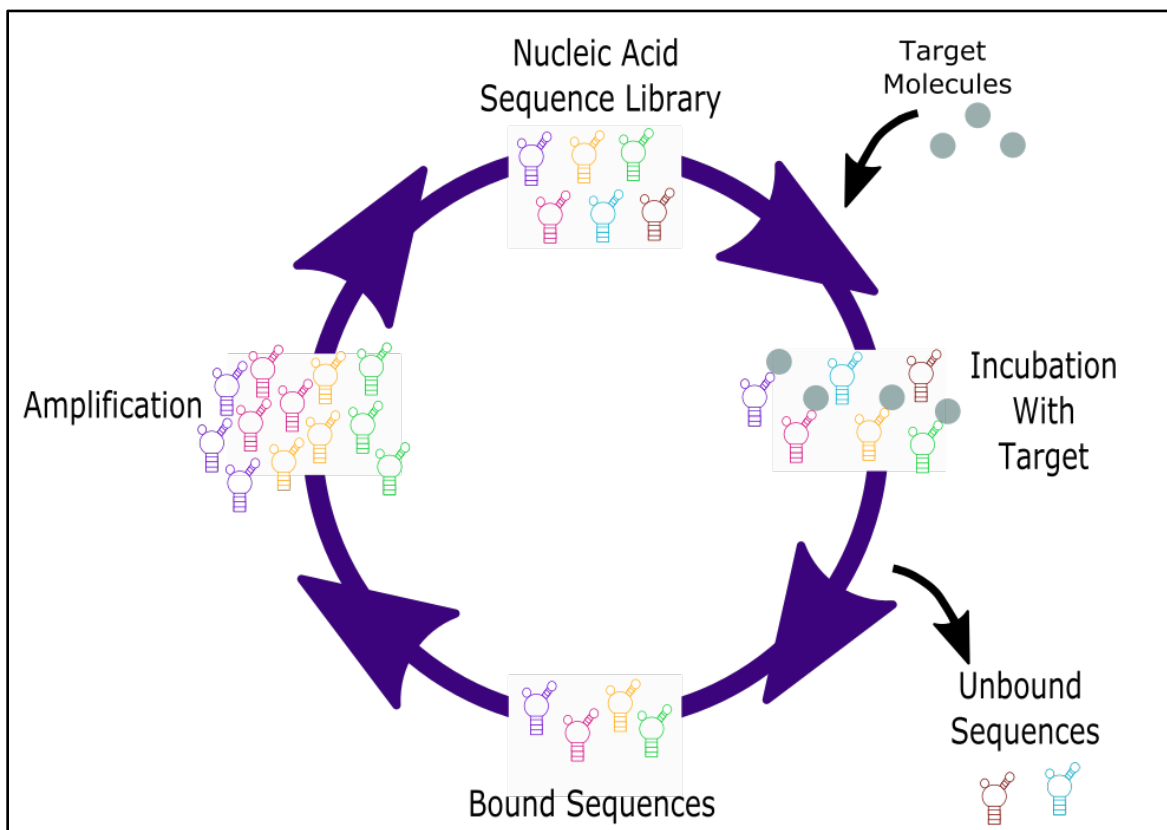 Nucleic Acid
Sequence Library
Target
Molecules
Incubation
With
Target
Unbound
Sequences
Bound Sequences
Amplification